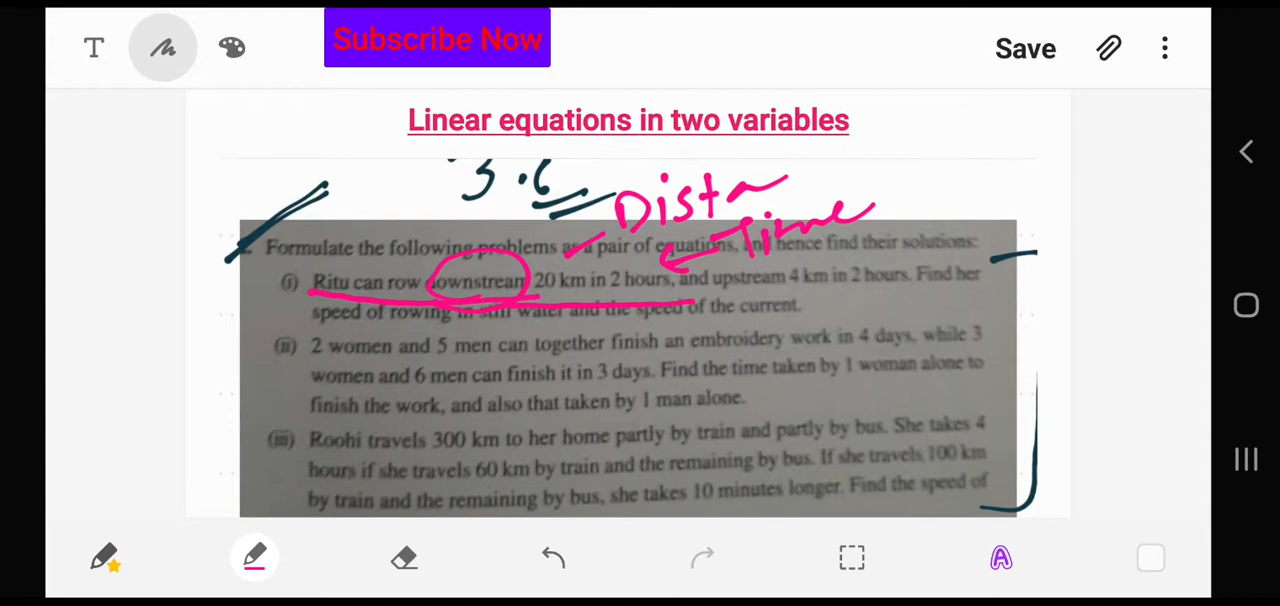 T
Subscribe Now
Save
Linear equations in two variables
3.6
Dista
Time
Formulate the following problems as a pair of equations, and hence find their solutions:
(i) Ritu can row downstream 20 km in 2 hours, and upstream 4 km in 2 hours. Find her
speed of rowing in still water and the speed of the current.
(ii) 2 women and 5 men can together finish an embroidery work in 4 days, while 3
women and 6 men can finish it in 3 days. Find the time taken by 1 woman alone to
finish the work, and also that taken by 1 man alone.
(iii) Roohi travels 300 km to her home partly by train and partly by bus. She takes 4
hours if she travels 60 km by train and the remaining by bus. If she travels 100 km
by train and the remaining by bus, she takes 10 minutes longer. Find the speed of
A